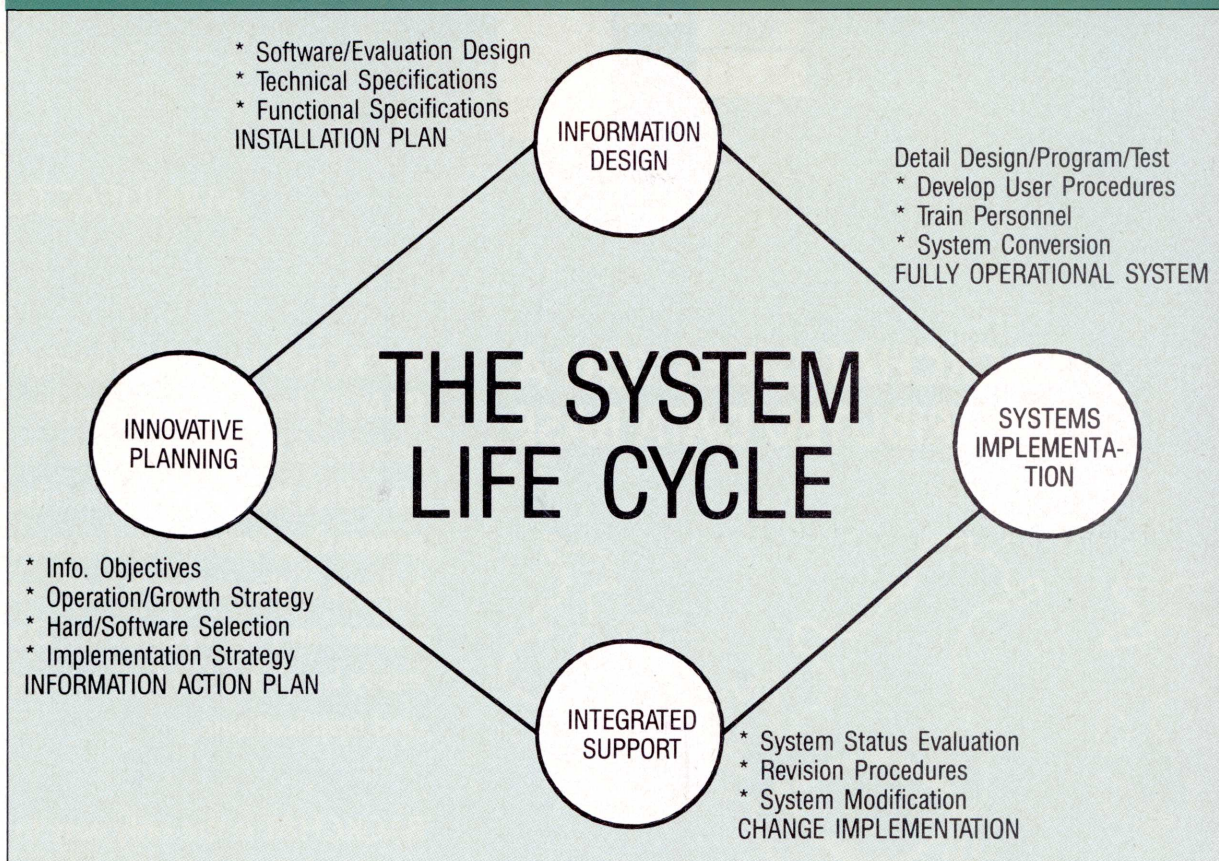 * Software/Evaluation Design
* Technical Specifications
* Functional Specifications
INSTALLATION PLAN
INFORMATION
DESIGN
Detail Design/Program/Test
* Develop User Procedures
* Train Personnel
* System Conversion
FULLY OPERATIONAL SYSTEM
THE SYSTEM
LIFE CYCLE
INNOVATIVE
PLANNING
SYSTEMS
IMPLEMENTA-
TION
* Info. Objectives
* Operation/Growth Strategy
* Hard/Software Selection
* Implementation Strategy
INFORMATION ACTION PLAN
INTEGRATED
SUPPORT
* System Status Evaluation
* Revision Procedures
* System Modification
CHANGE IMPLEMENTATION